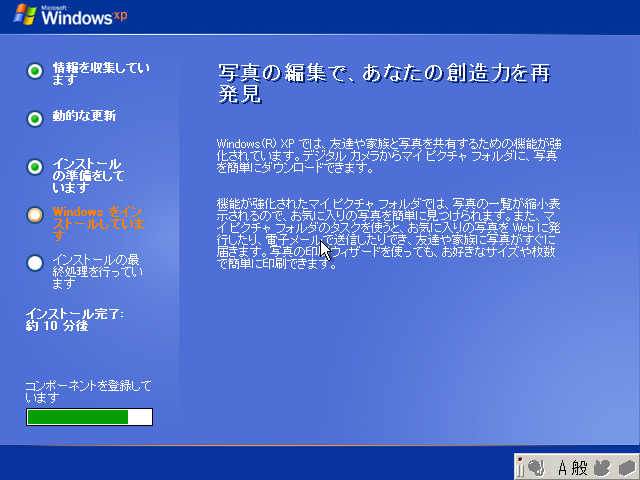 Microsoft
Windows xp
情報を収集してい
ます
動的な更新
インストール
の準備をして
います
Windows をイン
ストールしていま
す
インストールの最
終処理を行ってい
ます
インストール完了:
約 10 分後
コンポーネントを登録して
います
写真の編集で、あなたの創造力を再
発見
Windows(R) XP では、友達や家族と写真を共有するための機能が強
化されています。デジタル カメラからマイ ピクチャ フォルダに、写真
を簡単にダウンロードできます。
機能が強化されたマイ ピクチャ フォルダでは、写真の一覧が縮小表
示されるので、お気に入りの写真を簡単に見つけられます。また、マ
イ ピクチャ フォルダのタスクを使うと、お気に入りの写真を Web に発
行したり、電子メールで送信したりでき、友達や家族に写真がすぐに
届きます。写真の印刷ウィザードを使っても、お好きなサイズや枚数
で簡単に印刷できます。
A 般